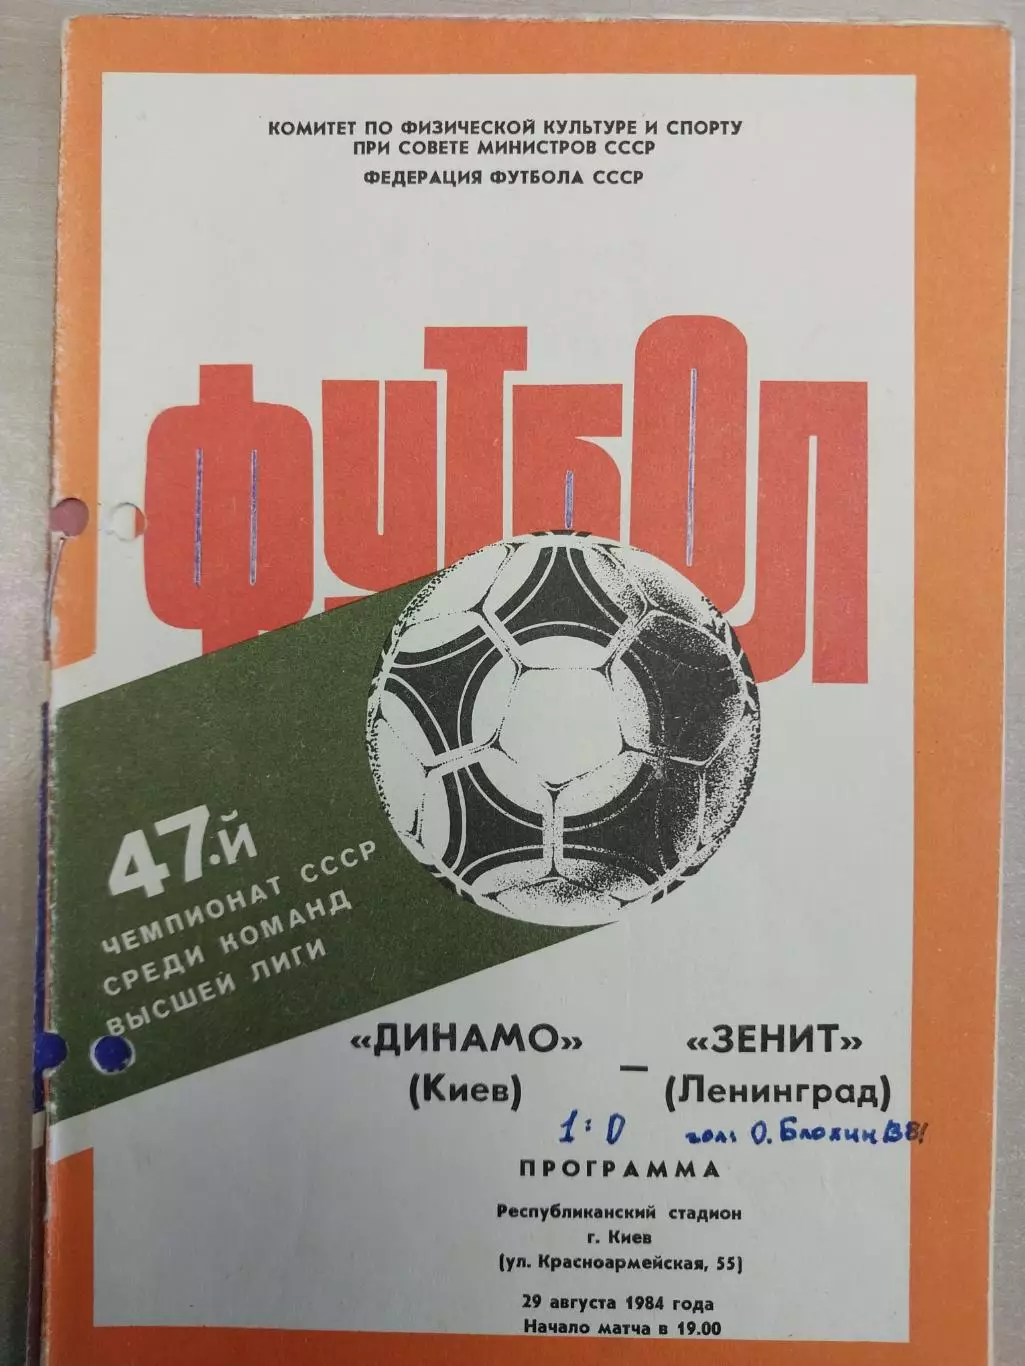 КОМИТЕТ ПО ФИЗИЧЕСКОЙ КУЛЬТУРЕ И СПОРТУ
ПРИ СОВЕТЕ МИНИСТРОВ СССР
ФЕДЕРАЦИЯ ФУТБОЛА СССР
ФУТБОЛ
47-й
ЧЕМПИОНАТ СССР
СРЕДИ КОМАНД
ВЫСШЕЙ ЛИГИ
«ДИНАМО» – «ЗЕНИТ»
(Киев) (Ленинград)
1:0 гол: О. Блохин
ПРОГРАММА
Республиканский стадион
г. Киев
(ул. Красноармейская, 55)
29 августа 1984 года
Начало матча в 19.00